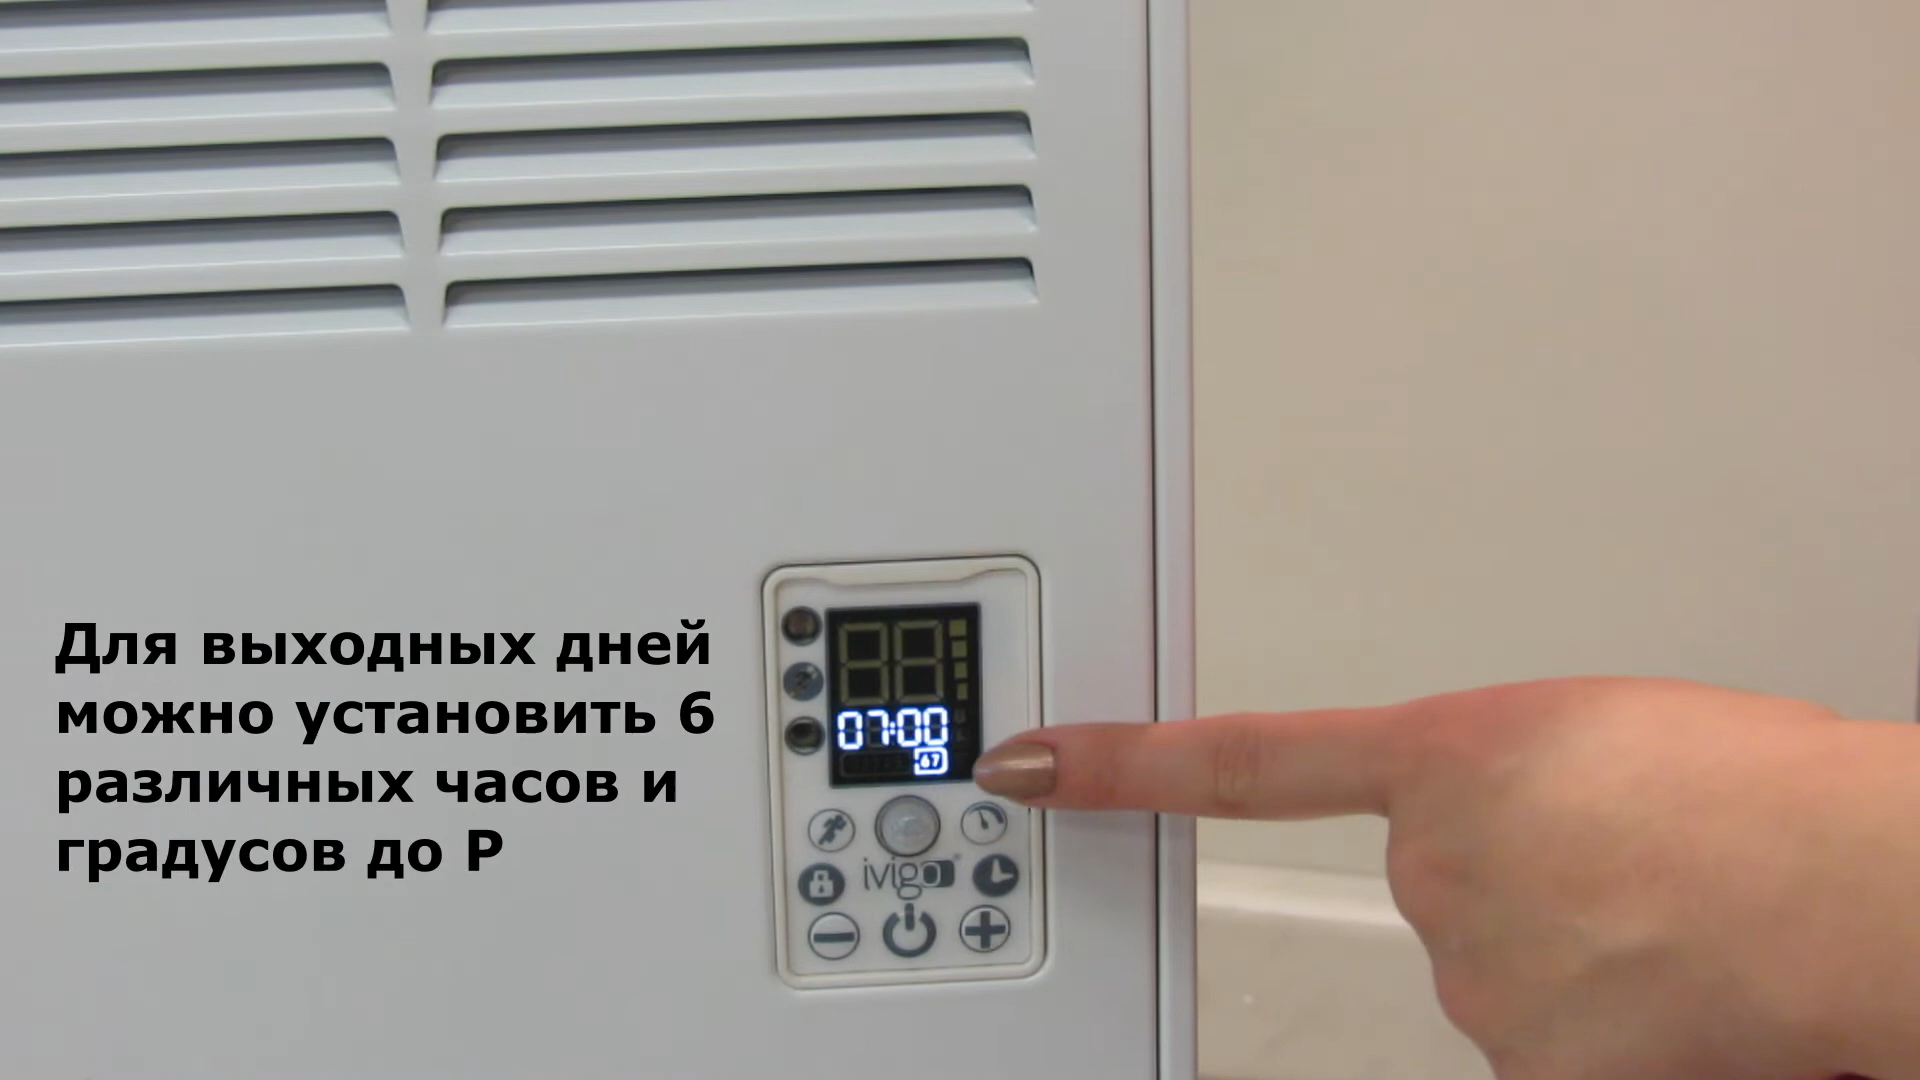 Для выходных дней
можно установить 6
различных часов и
градусов до P
07:00
67
ivigo